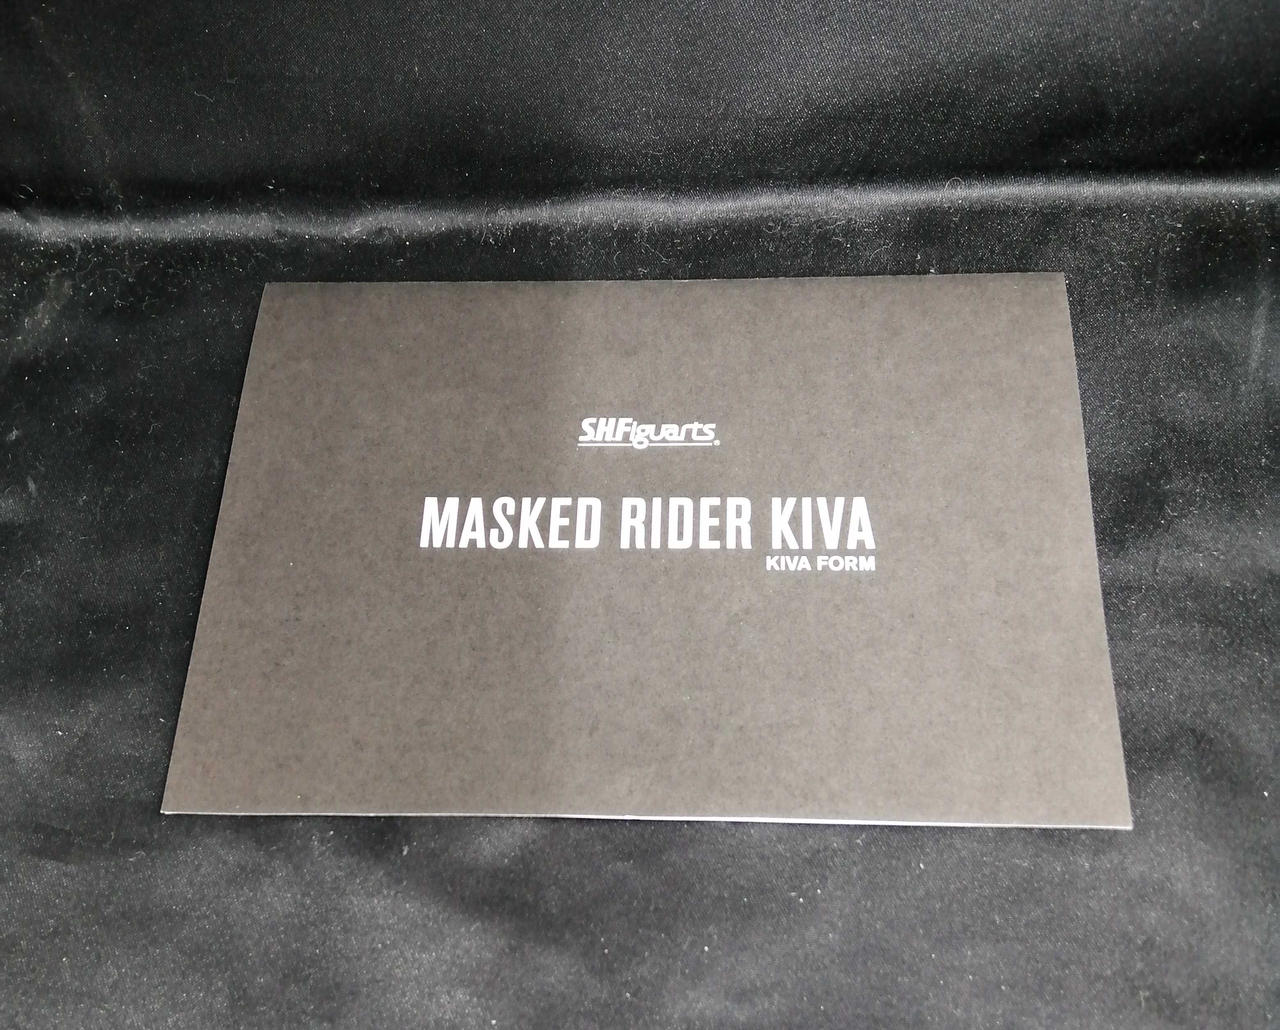 S.H.Figuarts®
MASKED RIDER KIVA
KIVA FORM